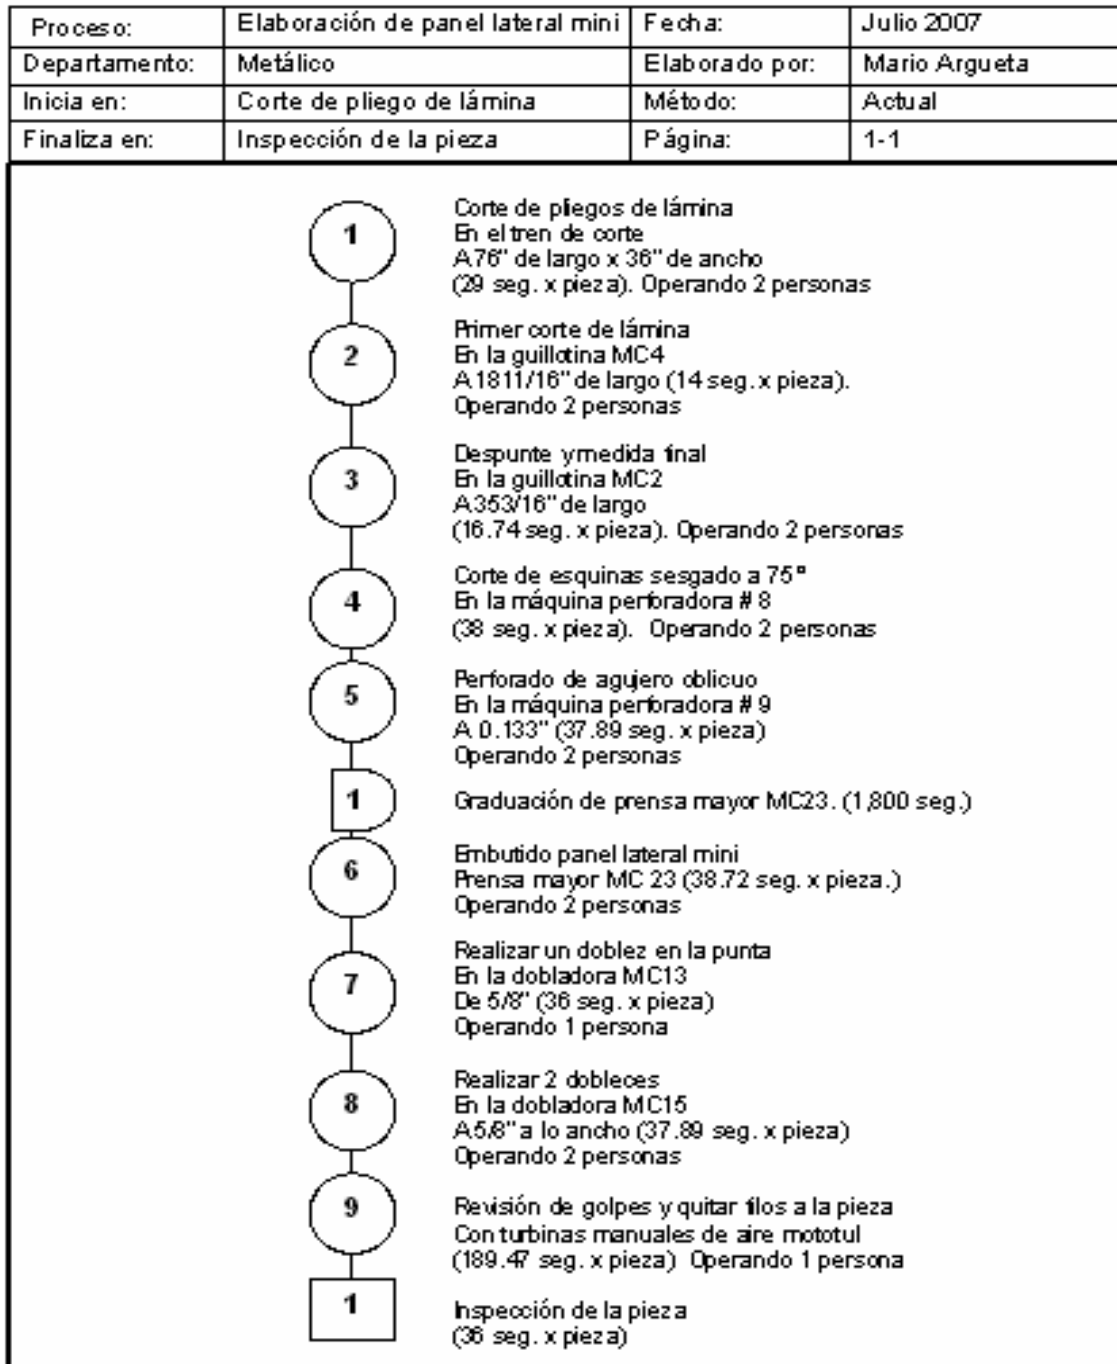 Proceso: Elaboración de panel lateral mini Fecha: Julio 2007
Departamento: Metálico Elaborado por: Mario Argueta
Inicia en: Corte de pliego de lámina Método: Actual
Finaliza en: Inspección de la pieza Página: 1-1
1
Corte de pliegos de lámina
En el tren de corte
A 76" de largo x 36" de ancho
(29 seg. x pieza). Operando 2 personas
2
Primer corte de lámina
En la guillotina MC4
A 1811/16" de largo (14 seg. x pieza).
Operando 2 personas
3
Despunte y medida final
En la guillotina MC2
A 353/16" de largo
(16.74 seg. x pieza). Operando 2 personas
4
Corte de esquinas sesgado a 75°
En la máquina perforadora # 8
(38 seg. x pieza). Operando 2 personas
5
Perforado de agujero oblicuo
En la máquina perforadora # 9
A 0.133" (37.89 seg. x pieza)
Operando 2 personas
1
Graduación de prensa mayor MC23. (1,800 seg.)
6
Embutido panel lateral mini
Prensa mayor MC 23 (38.72 seg. x pieza.)
Operando 2 personas
7
Realizar un doblez en la punta
En la dobladora MC13
De 5/8" (36 seg. x pieza)
Operando 1 persona
8
Realizar 2 dobleces
En la dobladora MC15
A 5/8" a lo ancho (37.89 seg. x pieza)
Operando 2 personas
9
Revisión de golpes y quitar filos a la pieza
Con turbinas manuales de aire mototul
(189.47 seg. x pieza) Operando 1 persona
1
Inspección de la pieza
(36 seg. x pieza)